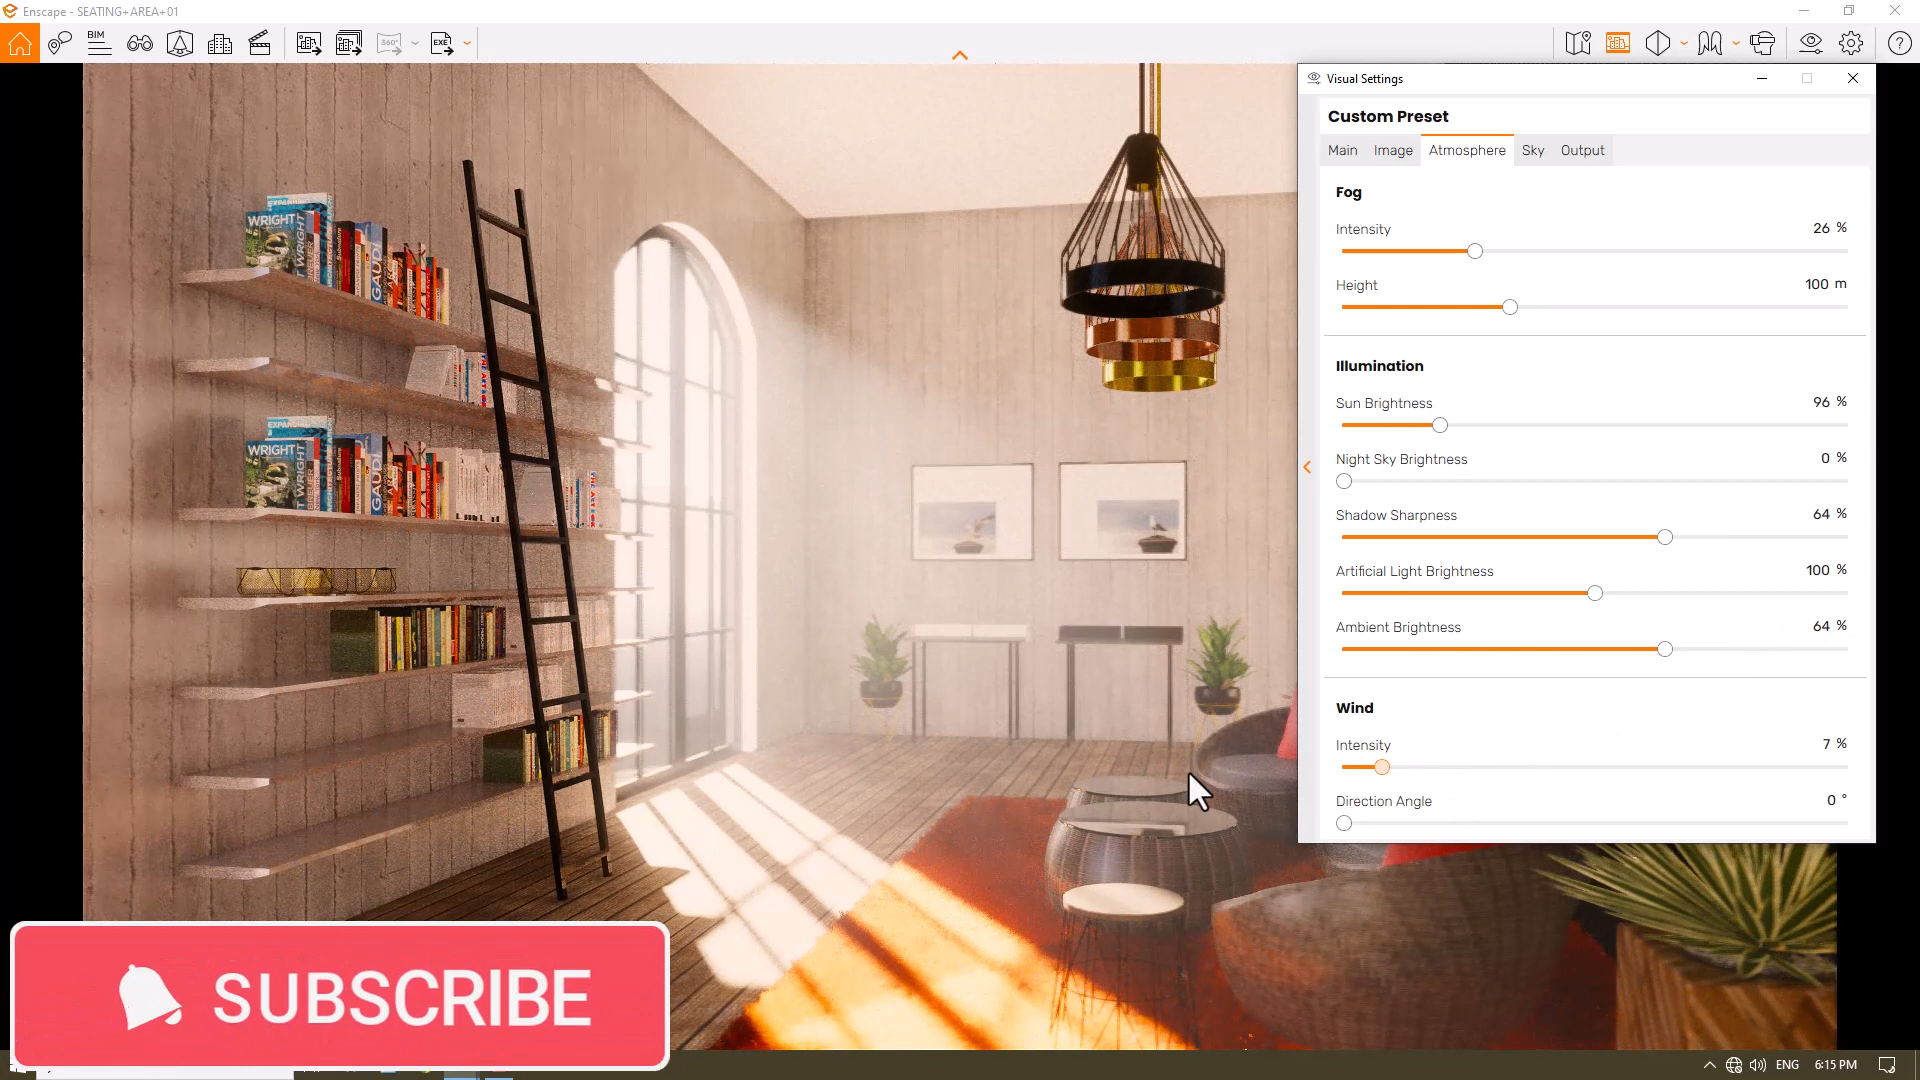 Enscape - SEATING+AREA+01
BIM
360°
EXE
Visual Settings
Custom Preset
Main Image Atmosphere Sky Output
Fog
Intensity 26 %
Height 100 m
Illumination
Sun Brightness 96 %
Night Sky Brightness 0 %
Shadow Sharpness 64 %
Artificial Light Brightness 100 %
Ambient Brightness 64 %
Wind
Intensity 7 %
Direction Angle 0 °
WRIGHT
WRIGHT
GAUDI
WRIGHT
WRIGHT
GAUDI
SUBSCRIBE
ENG 6:15 PM